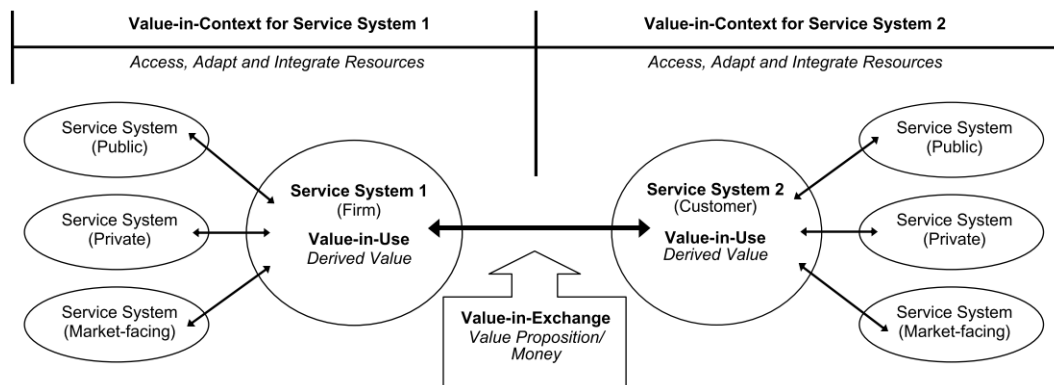 Value-in-Context for Service System 1
Access, Adapt and Integrate Resources
Value-in-Context for Service System 2
Access, Adapt and Integrate Resources
Service System
(Public)
Service System
(Private)
Service System
(Market-facing)
Service System 1
(Firm)
Value-in-Use
Derived Value
Value-in-Exchange
Value Proposition/
Money
Service System 2
(Customer)
Value-in-Use
Derived Value
Service System
(Public)
Service System
(Private)
Service System
(Market-facing)